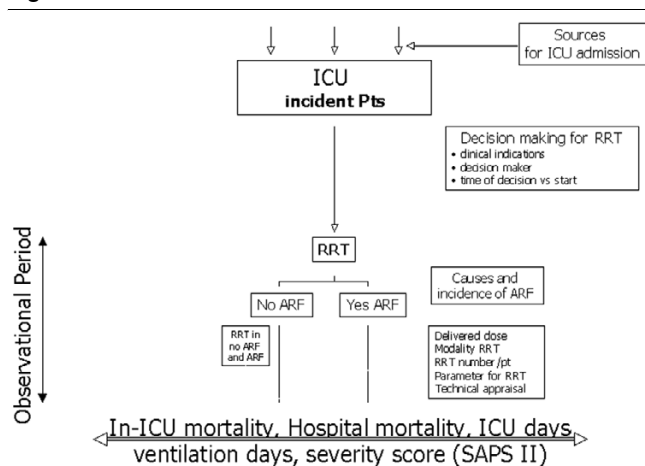 Sources
for ICU admission
ICU
incident Pts
Decision making for RRT
• clinical indications
• decision maker
• time of decision vs start
Observational Period
RRT
Causes and
incidence of ARF
No ARF
Yes ARF
RRT in
no ARF
and ARF
Delivered dose
Modality RRT
RRT number/pt
Parameter for RRT
Technical appraisal
In-ICU mortality, Hospital mortality, ICU days
ventilation days, severity score (SAPS II)